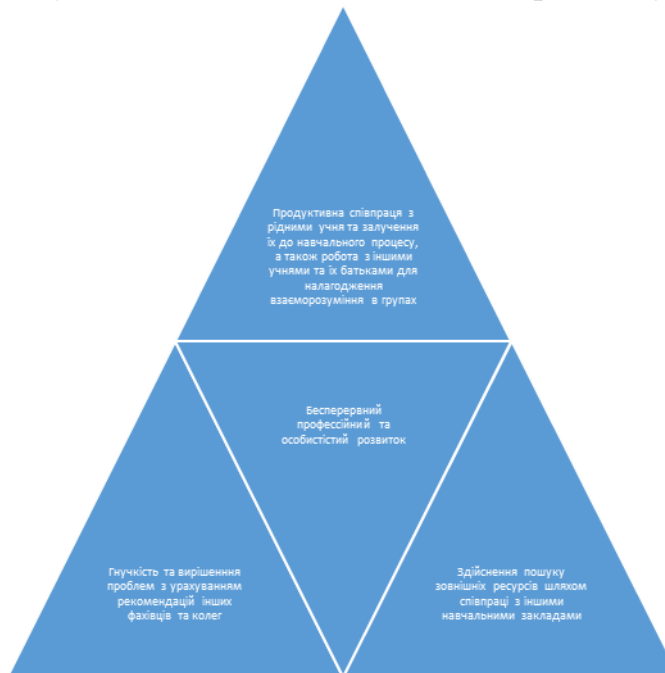 Продуктивна співпраця з
рідними учня та залучення
їх до навчального процесу,
а також робота з іншими
учнями та їх батьками для
налагодження
взаєморозуміння в групах
Бесперервний
профессійний та
особистістий розвиток
Гнучкість та вирішенння
проблем з урахуванням
рекомендацій інших
фахівців та колег
Здійснення пошуку
зовнішніх ресурсів шляхом
співпраці з іншими
навчальними закладами